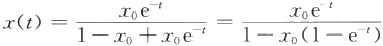 x(t) = \frac{x_0 e^{-t}}{1 - x_0 + x_0 e^{-t}} = \frac{x_0 e^{-t}}{1 - x_0(1 - e^{-t})}